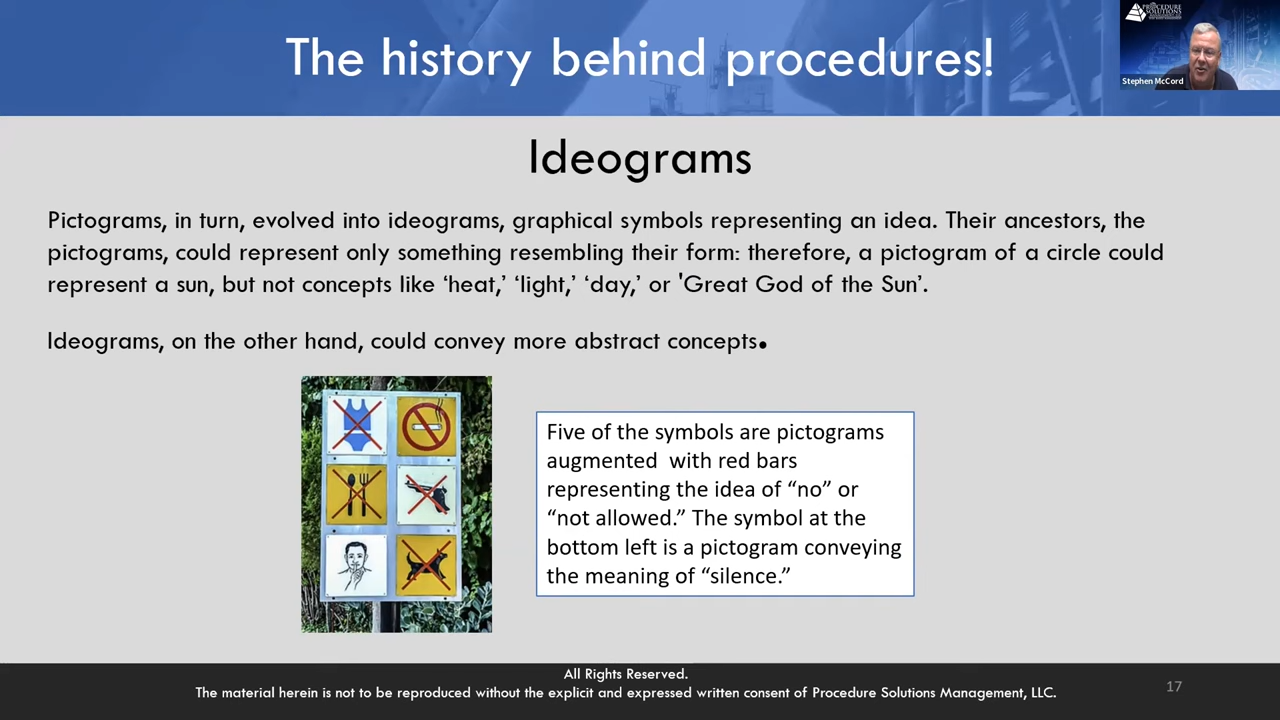 The history behind procedures!
PROCEDURE
SOLUTIONS
Stephen McCord
Ideograms
Pictograms, in turn, evolved into ideograms, graphical symbols representing an idea. Their ancestors, the
pictograms, could represent only something resembling their form: therefore, a pictogram of a circle could
represent a sun, but not concepts like ‘heat,’ ‘light,’ ‘day,’ or 'Great God of the Sun’.
Ideograms, on the other hand, could convey more abstract concepts.
Five of the symbols are pictograms
augmented with red bars
representing the idea of “no” or
“not allowed.” The symbol at the
bottom left is a pictogram conveying
the meaning of “silence.”
All Rights Reserved.
The material herein is not to be reproduced without the explicit and expressed written consent of Procedure Solutions Management, LLC.
17